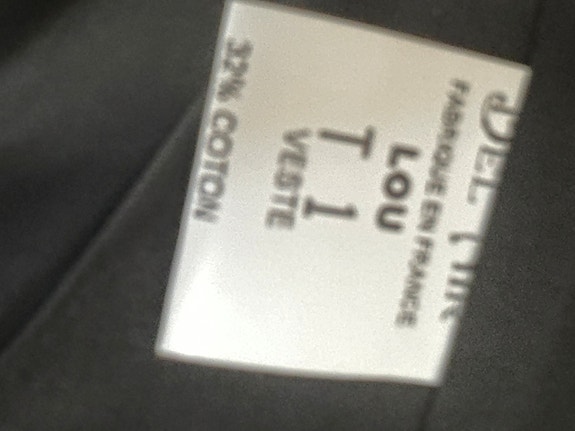 FABRIQUE EN FRANCE
LOU
T 1
VESTE
32% COTON